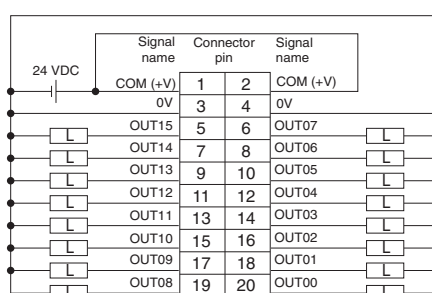 Signal name Connector pin Signal name
24 VDC
COM (+V) 1 2 COM (+V)
0V 3 4 0V
L OUT15 5 6 OUT07 L
L OUT14 7 8 OUT06 L
L OUT13 9 10 OUT05 L
L OUT12 11 12 OUT04 L
L OUT11 13 14 OUT03 L
L OUT10 15 16 OUT02 L
L OUT09 17 18 OUT01 L
L OUT08 19 20 OUT00 L